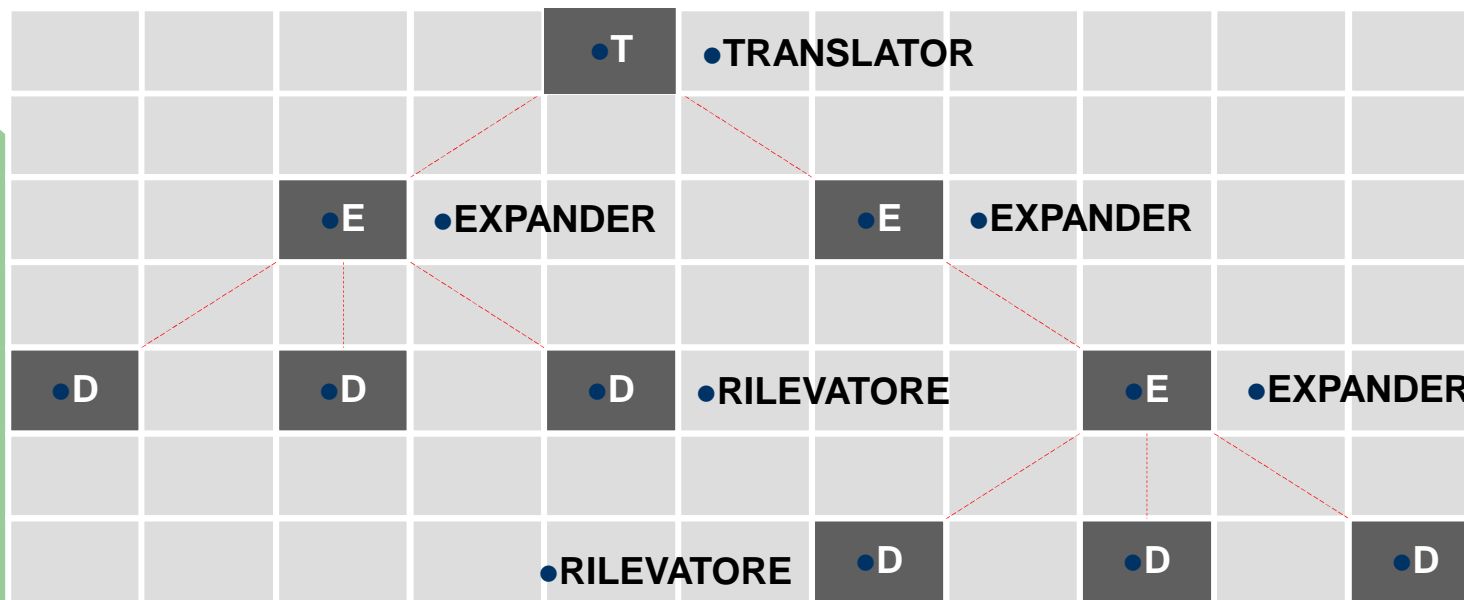 •T •TRANSLATOR
•E •EXPANDER •E •EXPANDER
•D •D •D •RILEVATORE •E •EXPANDER
•RILEVATORE •D •D •D